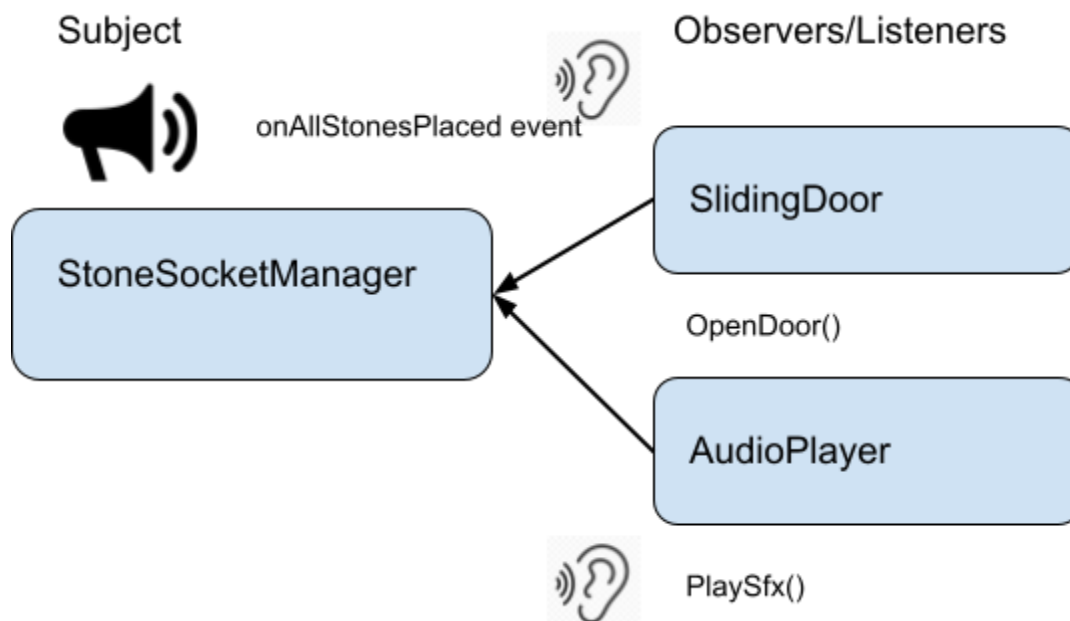 Subject
Observers/Listeners
onAllStonesPlaced event
SlidingDoor
StoneSocketManager
OpenDoor()
AudioPlayer
PlaySfx()